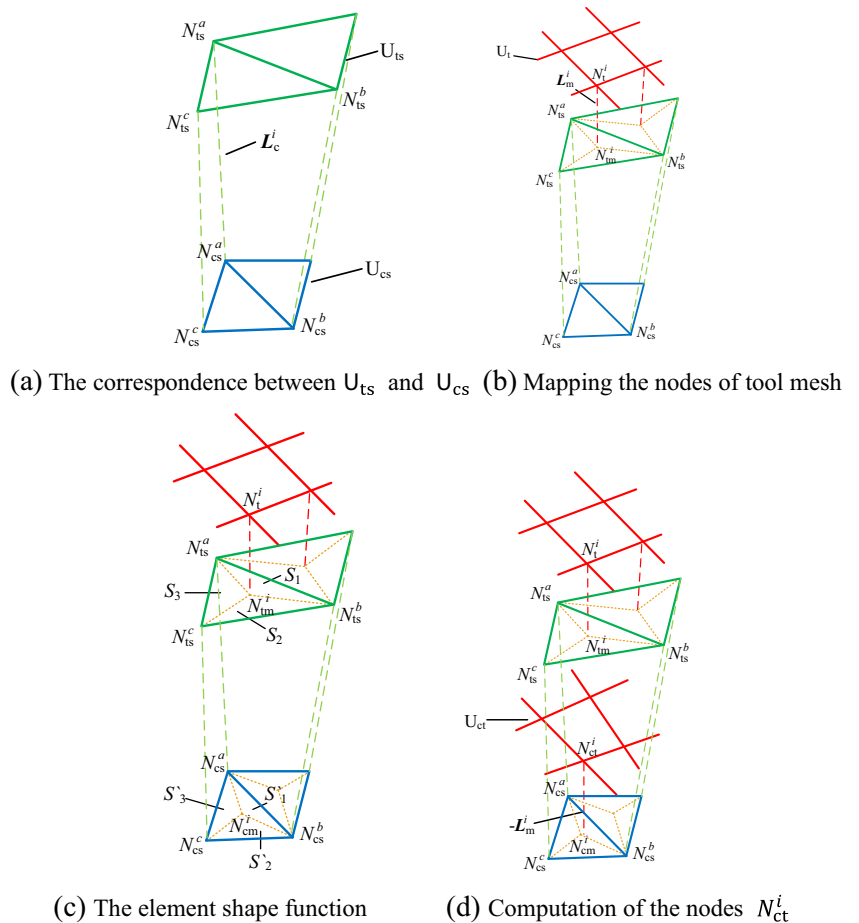 N_ts^a
U_ts
N_ts^b
N_ts^c
L_c^i
N_cs^a
U_cs
N_cs^c
N_cs^b
U_t
N_t^i
L_m^i
N_ts^a
N_tm^i
N_ts^b
N_ts^c
N_cs^a
N_cs^c
N_cs^b
(a) The correspondence between U_ts and U_cs (b) Mapping the nodes of tool mesh
N_t^i
N_ts^a
S_1
S_3
N_tm^i
N_ts^b
N_ts^c
S_2
N_cs^a
S`_3
S`_1
N_cm^i
N_cs^b
N_cs^c
S`_2
N_t^i
N_ts^a
N_tm^i
N_ts^b
N_ts^c
U_ct
N_ct^i
N_cs^a
-L_m^i
N_cm^i
N_cs^c
N_cs^b
(c) The element shape function (d) Computation of the nodes N_ct^i